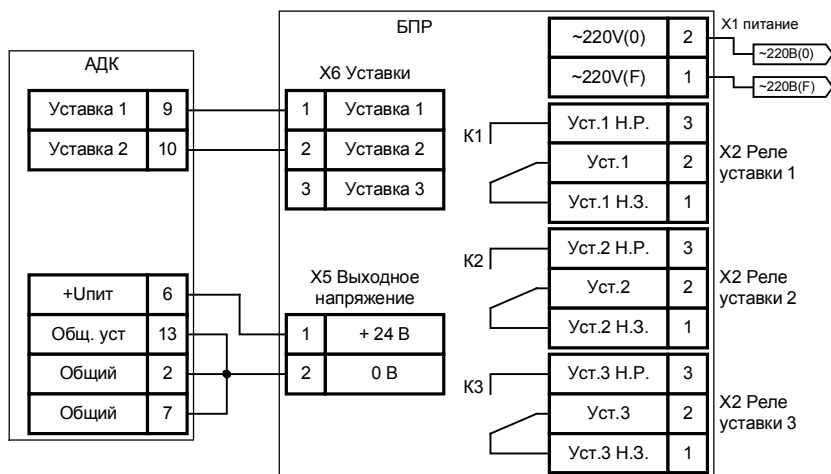 АДК
Уставка 1 9
Уставка 2 10
+Uпит 6
Общ. уст 13
Общий 2
Общий 7
БПР
X6 Уставки
1 Уставка 1
2 Уставка 2
3 Уставка 3
X5 Выходное
напряжение
1 + 24 В
2 0 В
~220V(0) 2
~220V(F) 1
X1 питание
~220В(0)
~220В(F)
К1
Уст.1 Н.Р. 3
Уст.1 2
Уст.1 Н.З. 1
X2 Реле
уставки 1
К2
Уст.2 Н.Р. 3
Уст.2 2
Уст.2 Н.З. 1
X2 Реле
уставки 2
К3
Уст.3 Н.Р. 3
Уст.3 2
Уст.3 Н.З. 1
X2 Реле
уставки 3